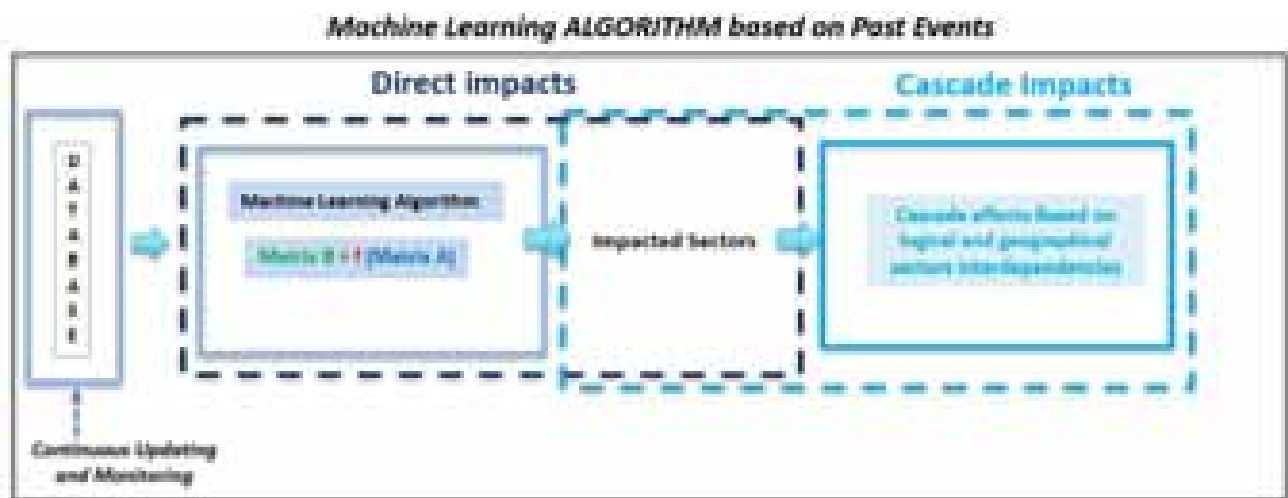 Machine Learning ALGORITHM based on Past Events
Direct impacts
Cascade Impacts
DATABASE
Machine Learning Algorithm
Matrix B = f [Matrix A]
Impacted Sectors
Cascade effects Based on
logical and geographical
sectors interdependencies
Continuous Updating
and Monitoring